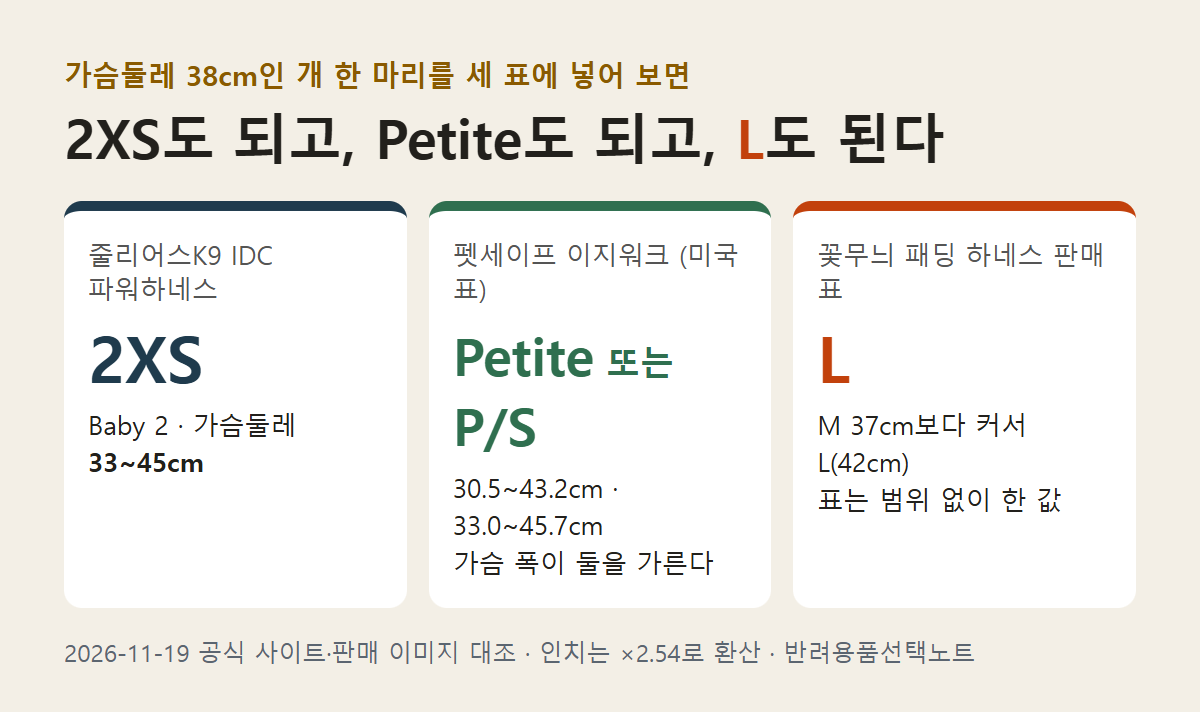 가슴둘레 38cm인 개 한 마리를 세 표에 넣어 보면
2XS도 되고, Petite도 되고, L도 된다
줄리어스K9 IDC
파워하네스
2XS
Baby 2 · 가슴둘레
33~45cm
펫세이프 이지워크 (미국
표)
Petite 또는
P/S
30.5~43.2cm ·
33.0~45.7cm
가슴 폭이 둘을 가른다
꽃무늬 패딩 하네스 판매
표
L
M 37cm보다 커서
L(42cm)
표는 범위 없이 한 값
2026-11-19 공식 사이트·판매 이미지 대조 · 인치는 ×2.54로 환산 · 반려용품선택노트